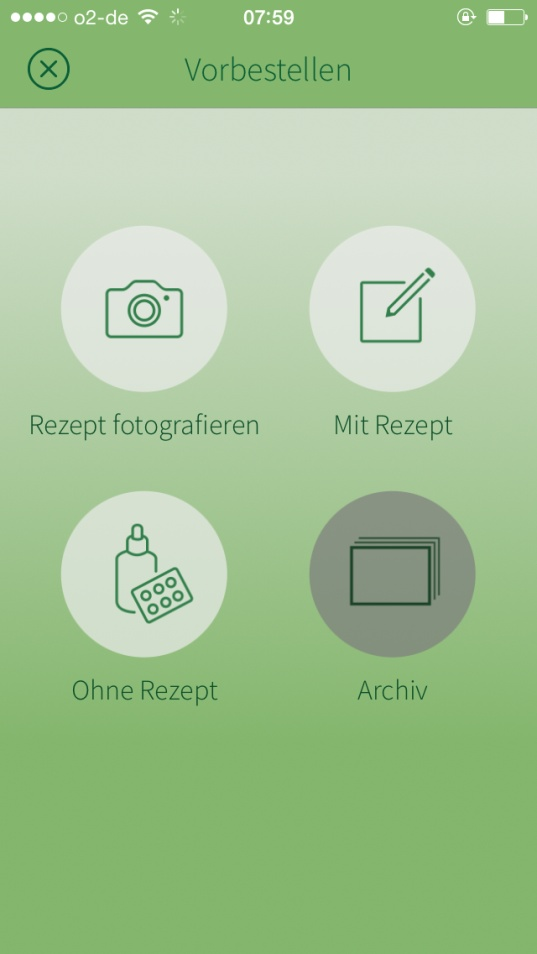 o2-de 07:59
Vorbestellen
Rezept fotografieren
Mit Rezept
Ohne Rezept
Archiv